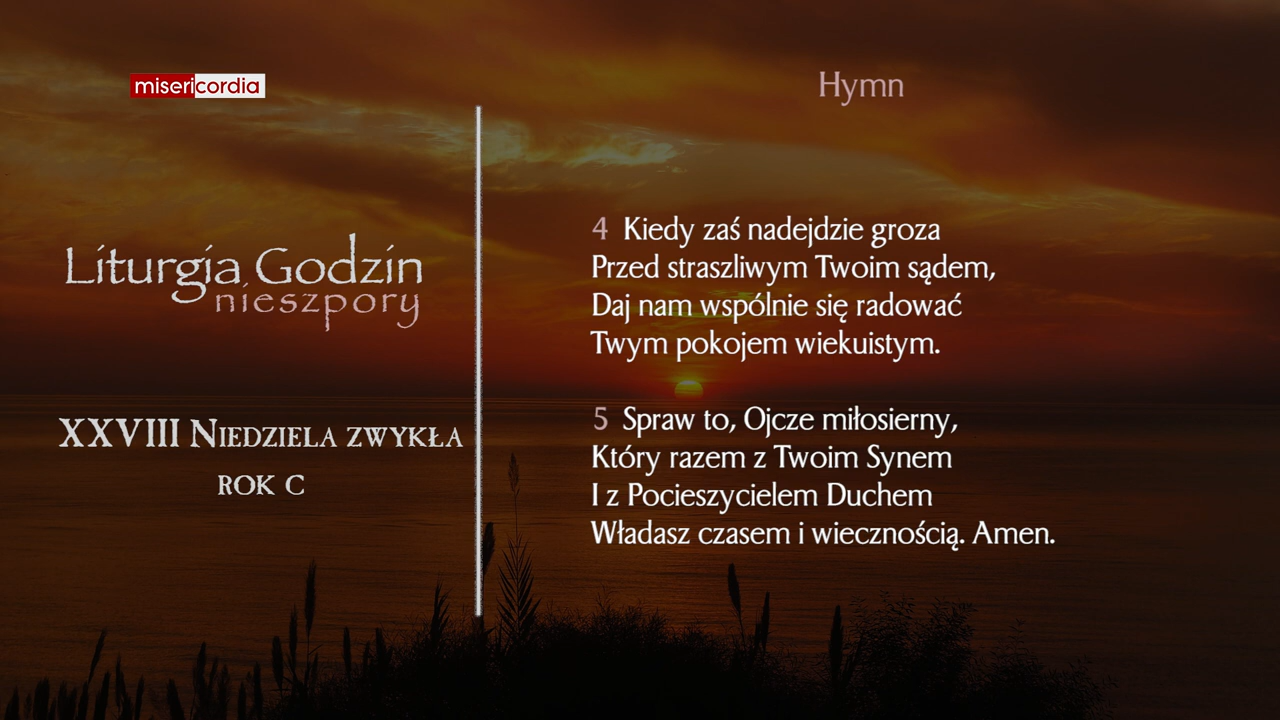 misericordia
Liturgia Godzin
nieszpory
XXVIII Niedziela zwykła
rok C
Hymn
4 Kiedy zaś nadejdzie groza
Przed straszliwym Twoim sądem,
Daj nam wspólnie się radować
Twym pokojem wiekuistym.
5 Spraw to, Ojcze miłosierny,
Który razem z Twoim Synem
I z Pocieszycielem Duchem
Władasz czasem i wiecznością. Amen.